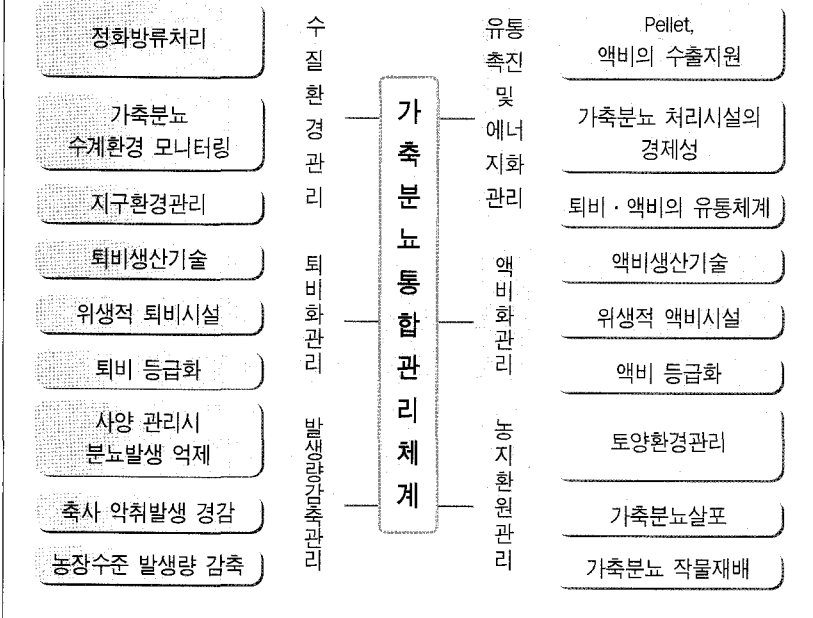 정화방류처리
가축분뇨
수계환경 모니터링
지구환경관리
퇴비생산기술
위생적 퇴비시설
퇴비 등급화
사양 관리시
분뇨발생 억제
축사 악취발생 경감
농장수준 발생량 감축
수질환경관리
퇴비화관리
발생량감축관리
가축분뇨통합관리체계
유통
촉진
및
에너
지화
관리
액비화관리
농지환원관리
Pellet,
액비의 수출지원
가축분뇨 처리시설의
경제성
퇴비 · 액비의 유통체계
액비생산기술
위생적 액비시설
액비 등급화
토양환경관리
가축분뇨살포
가축분뇨 작물재배